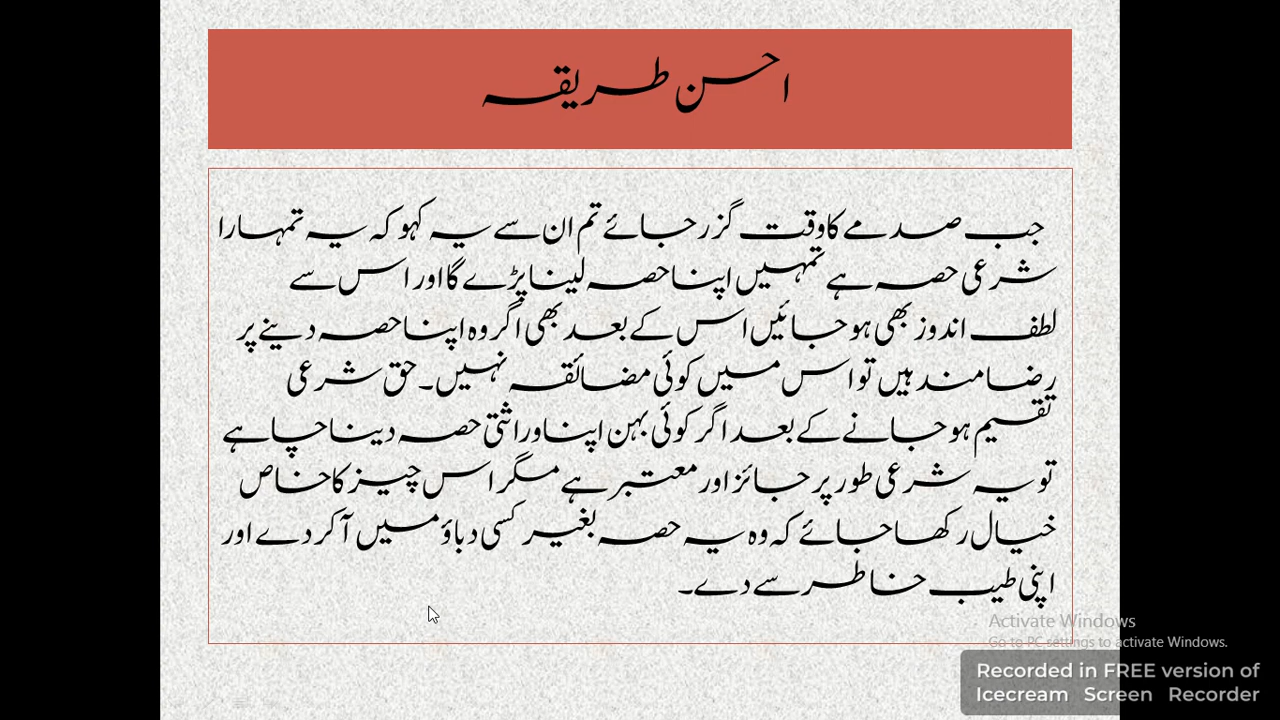 احسن طریقہ
جب صدمے کا وقت گزر جائے تم ان سے یہ کہو کہ یہ تمہارا
شرعی حصہ ہے تمہیں اپنا حصہ لینا پڑے گا اور اس سے
لطف اندوز بھی ہو جائیں اس کے بعد بھی اگر وہ اپنا حصہ دینے پر
رضامند ہیں تو اس میں کوئی مضائقہ نہیں۔ حق شرعی
تقسیم ہو جانے کے بعد اگر کوئی بہن اپنا وراثتی حصہ دینا چاہے
تو یہ شرعی طور پر جائز اور معتبر ہے مگر اس چیز کا خاص
خیال رکھا جائے کہ وہ یہ حصہ بغیر کسی دباؤ میں آ کر دے اور
اپنی طیب خاطر سے دے۔
Activate Windows
Go to PC settings to activate Windows.
Recorded in FREE version of
Icecream Screen Recorder